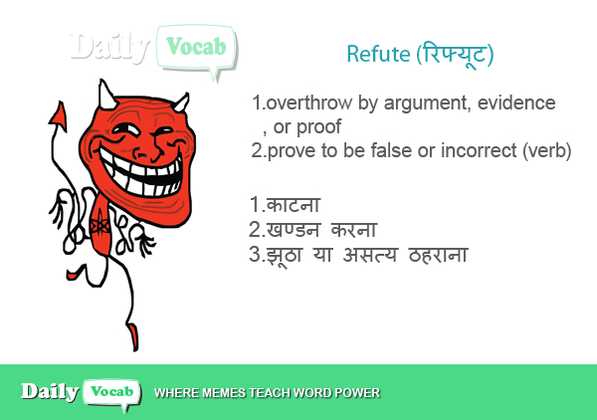 Daily Vocab
Refute (रिफ्यूट)
1.overthrow by argument, evidence
, or proof
2.prove to be false or incorrect (verb)
1.काटना
2.खण्डन करना
3.झूठा या असत्य ठहराना
Daily Vocab WHERE MEMES TEACH WORD POWER